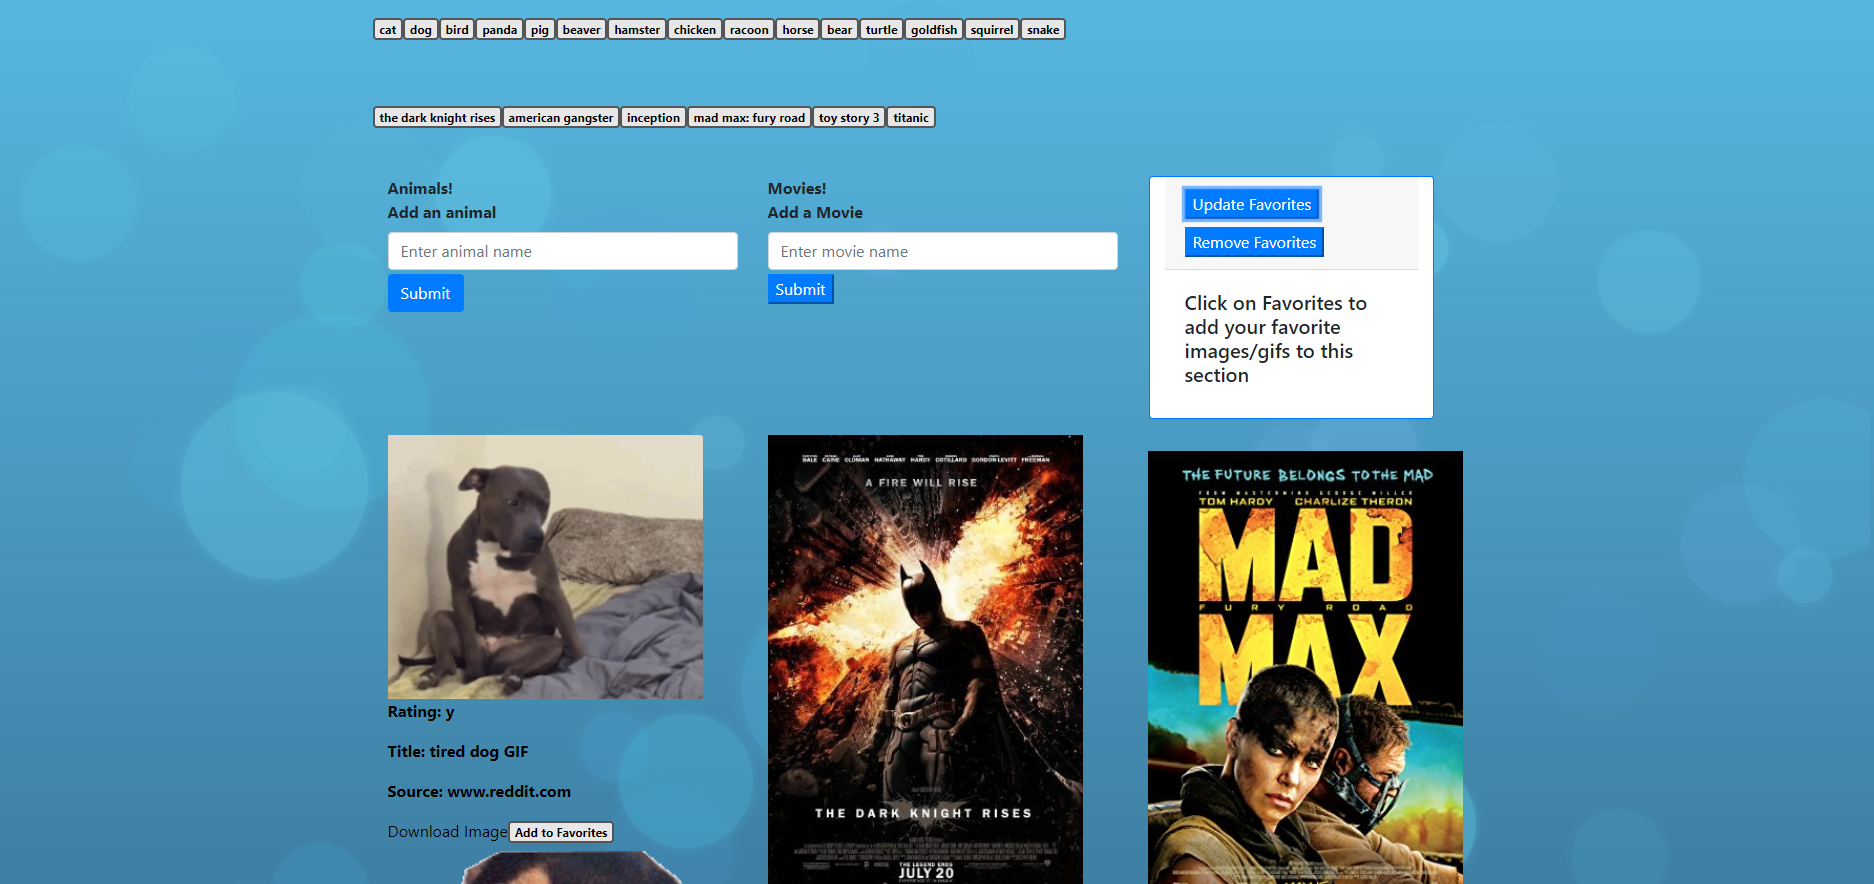 cat dog bird panda pig beaver hamster chicken racoon horse bear turtle goldfish squirrel snake
the dark knight rises american gangster inception mad max: fury road toy story 3 titanic
Animals!
Add an animal
Enter animal name
Submit
Movies!
Add a Movie
Enter movie name
Submit
Update Favorites
Remove Favorites
Click on Favorites to
add your favorite
images/gifs to this
section
Rating: y
Title: tired dog GIF
Source: www.reddit.com
Download Image Add to Favorites
BALE CAINE OLDMAN HATHAWAY HARDY COTILLARD GORDON-LEVITT FREEMAN
A FIRE WILL RISE
THE DARK KNIGHT RISES
THE LEGEND ENDS
JULY 20
THE FUTURE BELONGS TO THE MAD
FROM MASTERMIND GEORGE MILLER
TOM HARDY CHARLIZE THERON
MAD
FURY ROAD
MAX